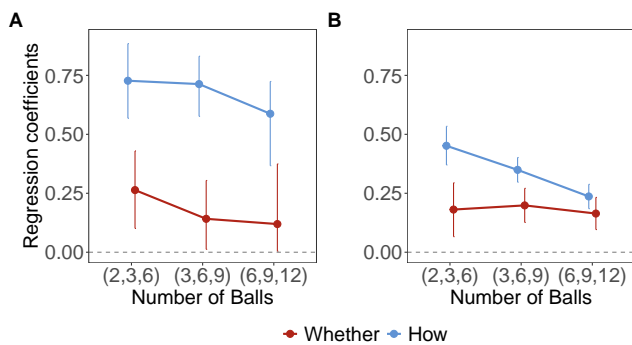 A
B
Regression coefficients
0.75
0.50
0.25
0.00
(2,3,6) (3,6,9) (6,9,12)
Number of Balls
0.75
0.50
0.25
0.00
(2,3,6) (3,6,9) (6,9,12)
Number of Balls
Whether How